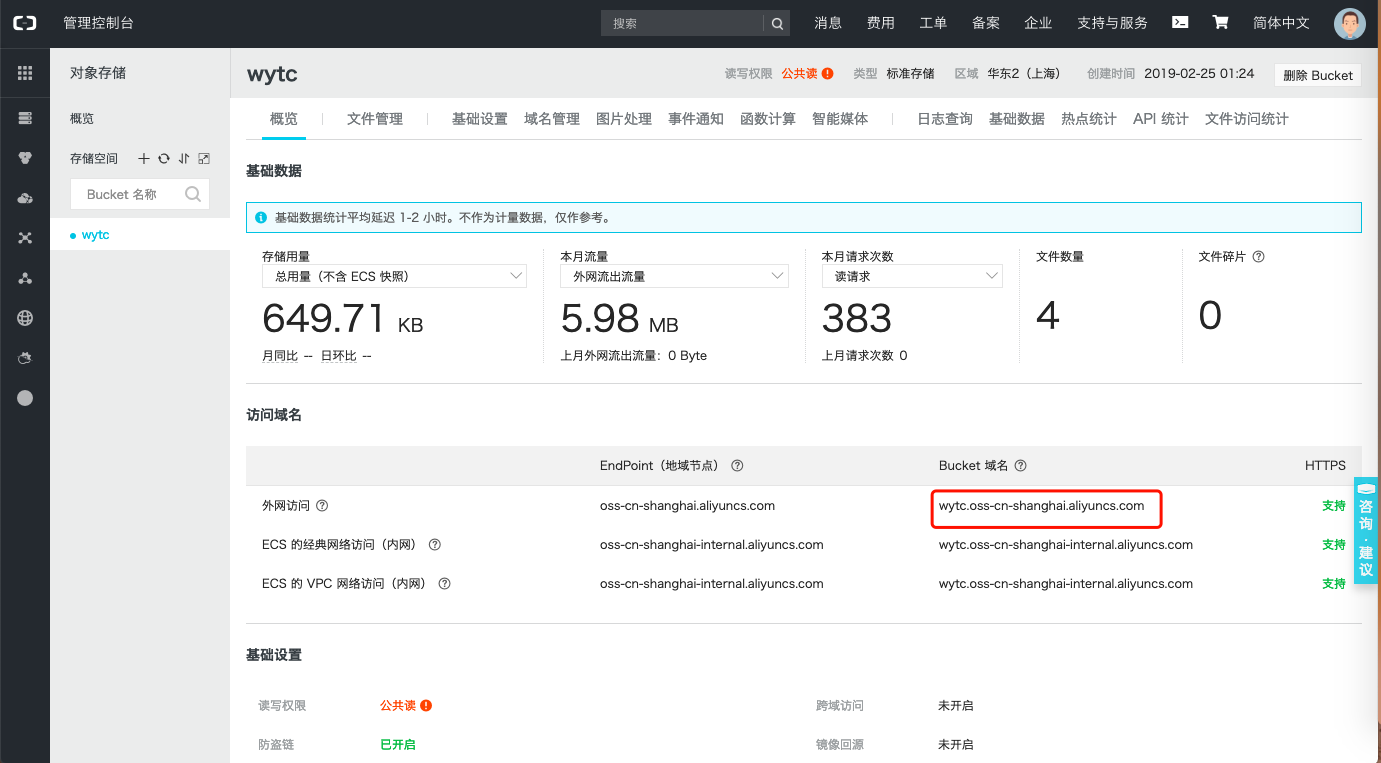 管理控制台 搜索 消息 费用 工单 备案 企业 支持与服务 简体中文
对象存储
概览
存储空间
Bucket 名称
wytc
wytc 读写权限 公共读 类型 标准存储 区域 华东2（上海） 创建时间 2019-02-25 01:24 删除 Bucket
概览 文件管理 基础设置 域名管理 图片处理 事件通知 函数计算 智能媒体 日志查询 基础数据 热点统计 API 统计 文件访问统计
基础数据
基础数据统计平均延迟 1-2 小时。不作为计量数据，仅作参考。
存储用量 本月流量 本月请求次数 文件数量 文件碎片
总用量（不含 ECS 快照） 外网流出流量 读请求
649.71 KB 5.98 MB 383 4 0
月同比 -- 日环比 -- 上月外网流出流量：0 Byte 上月请求次数 0
访问域名
EndPoint（地域节点） Bucket 域名 HTTPS
外网访问 oss-cn-shanghai.aliyuncs.com wytc.oss-cn-shanghai.aliyuncs.com 支持
ECS 的经典网络访问（内网） oss-cn-shanghai-internal.aliyuncs.com wytc.oss-cn-shanghai-internal.aliyuncs.com 支持
ECS 的 VPC 网络访问（内网） oss-cn-shanghai-internal.aliyuncs.com wytc.oss-cn-shanghai-internal.aliyuncs.com 支持
咨询·建议
基础设置
读写权限 公共读 跨域访问 未开启
防盗链 已开启 镜像回源 未开启